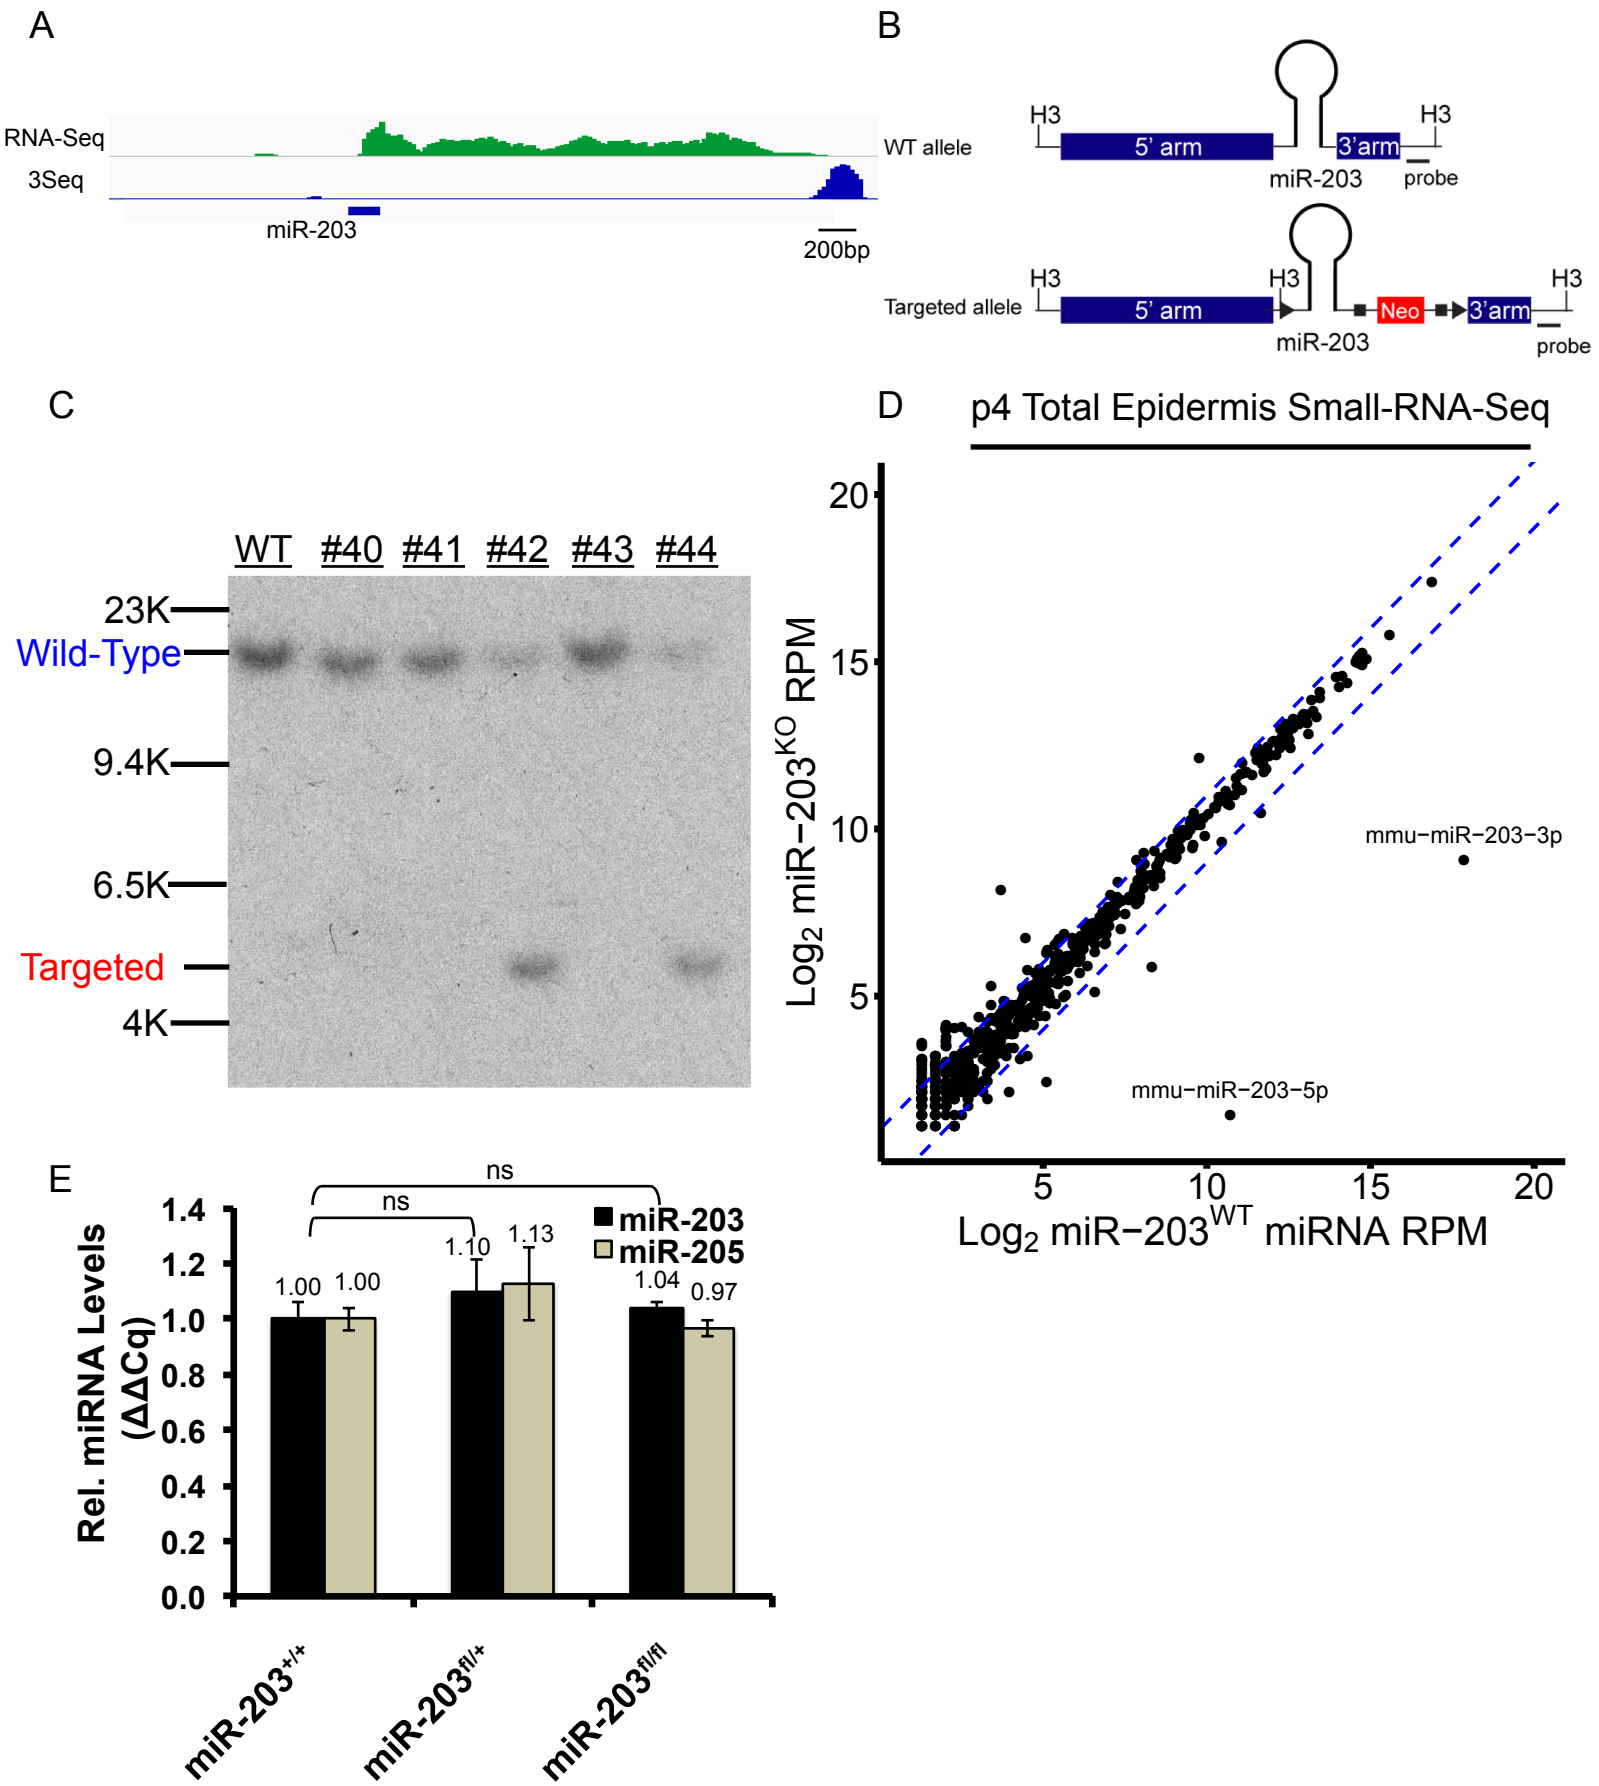 A
RNA-Seq
3Seq
miR-203
200bp
B
WT allele
H3
5' arm
miR-203
3'arm
H3
probe
Targeted allele
H3
5' arm
H3
miR-203
Neo
3'arm
H3
probe
C
WT #40 #41 #42 #43 #44
23K
Wild-Type
9.4K
6.5K
Targeted
4K
D
p4 Total Epidermis Small-RNA-Seq
Log2 miR−203KO RPM
20
15
10
5
mmu−miR−203−3p
mmu−miR−203−5p
5 10 15 20
Log2 miR−203WT miRNA RPM
E
ns
ns
miR-203
miR-205
Rel. miRNA Levels
(ΔΔCq)
1.4
1.2
1.0
0.8
0.6
0.4
0.2
0.0
1.00 1.00
1.10 1.13
1.04 0.97
miR-203+/+
miR-203fl/+
miR-203fl/fl